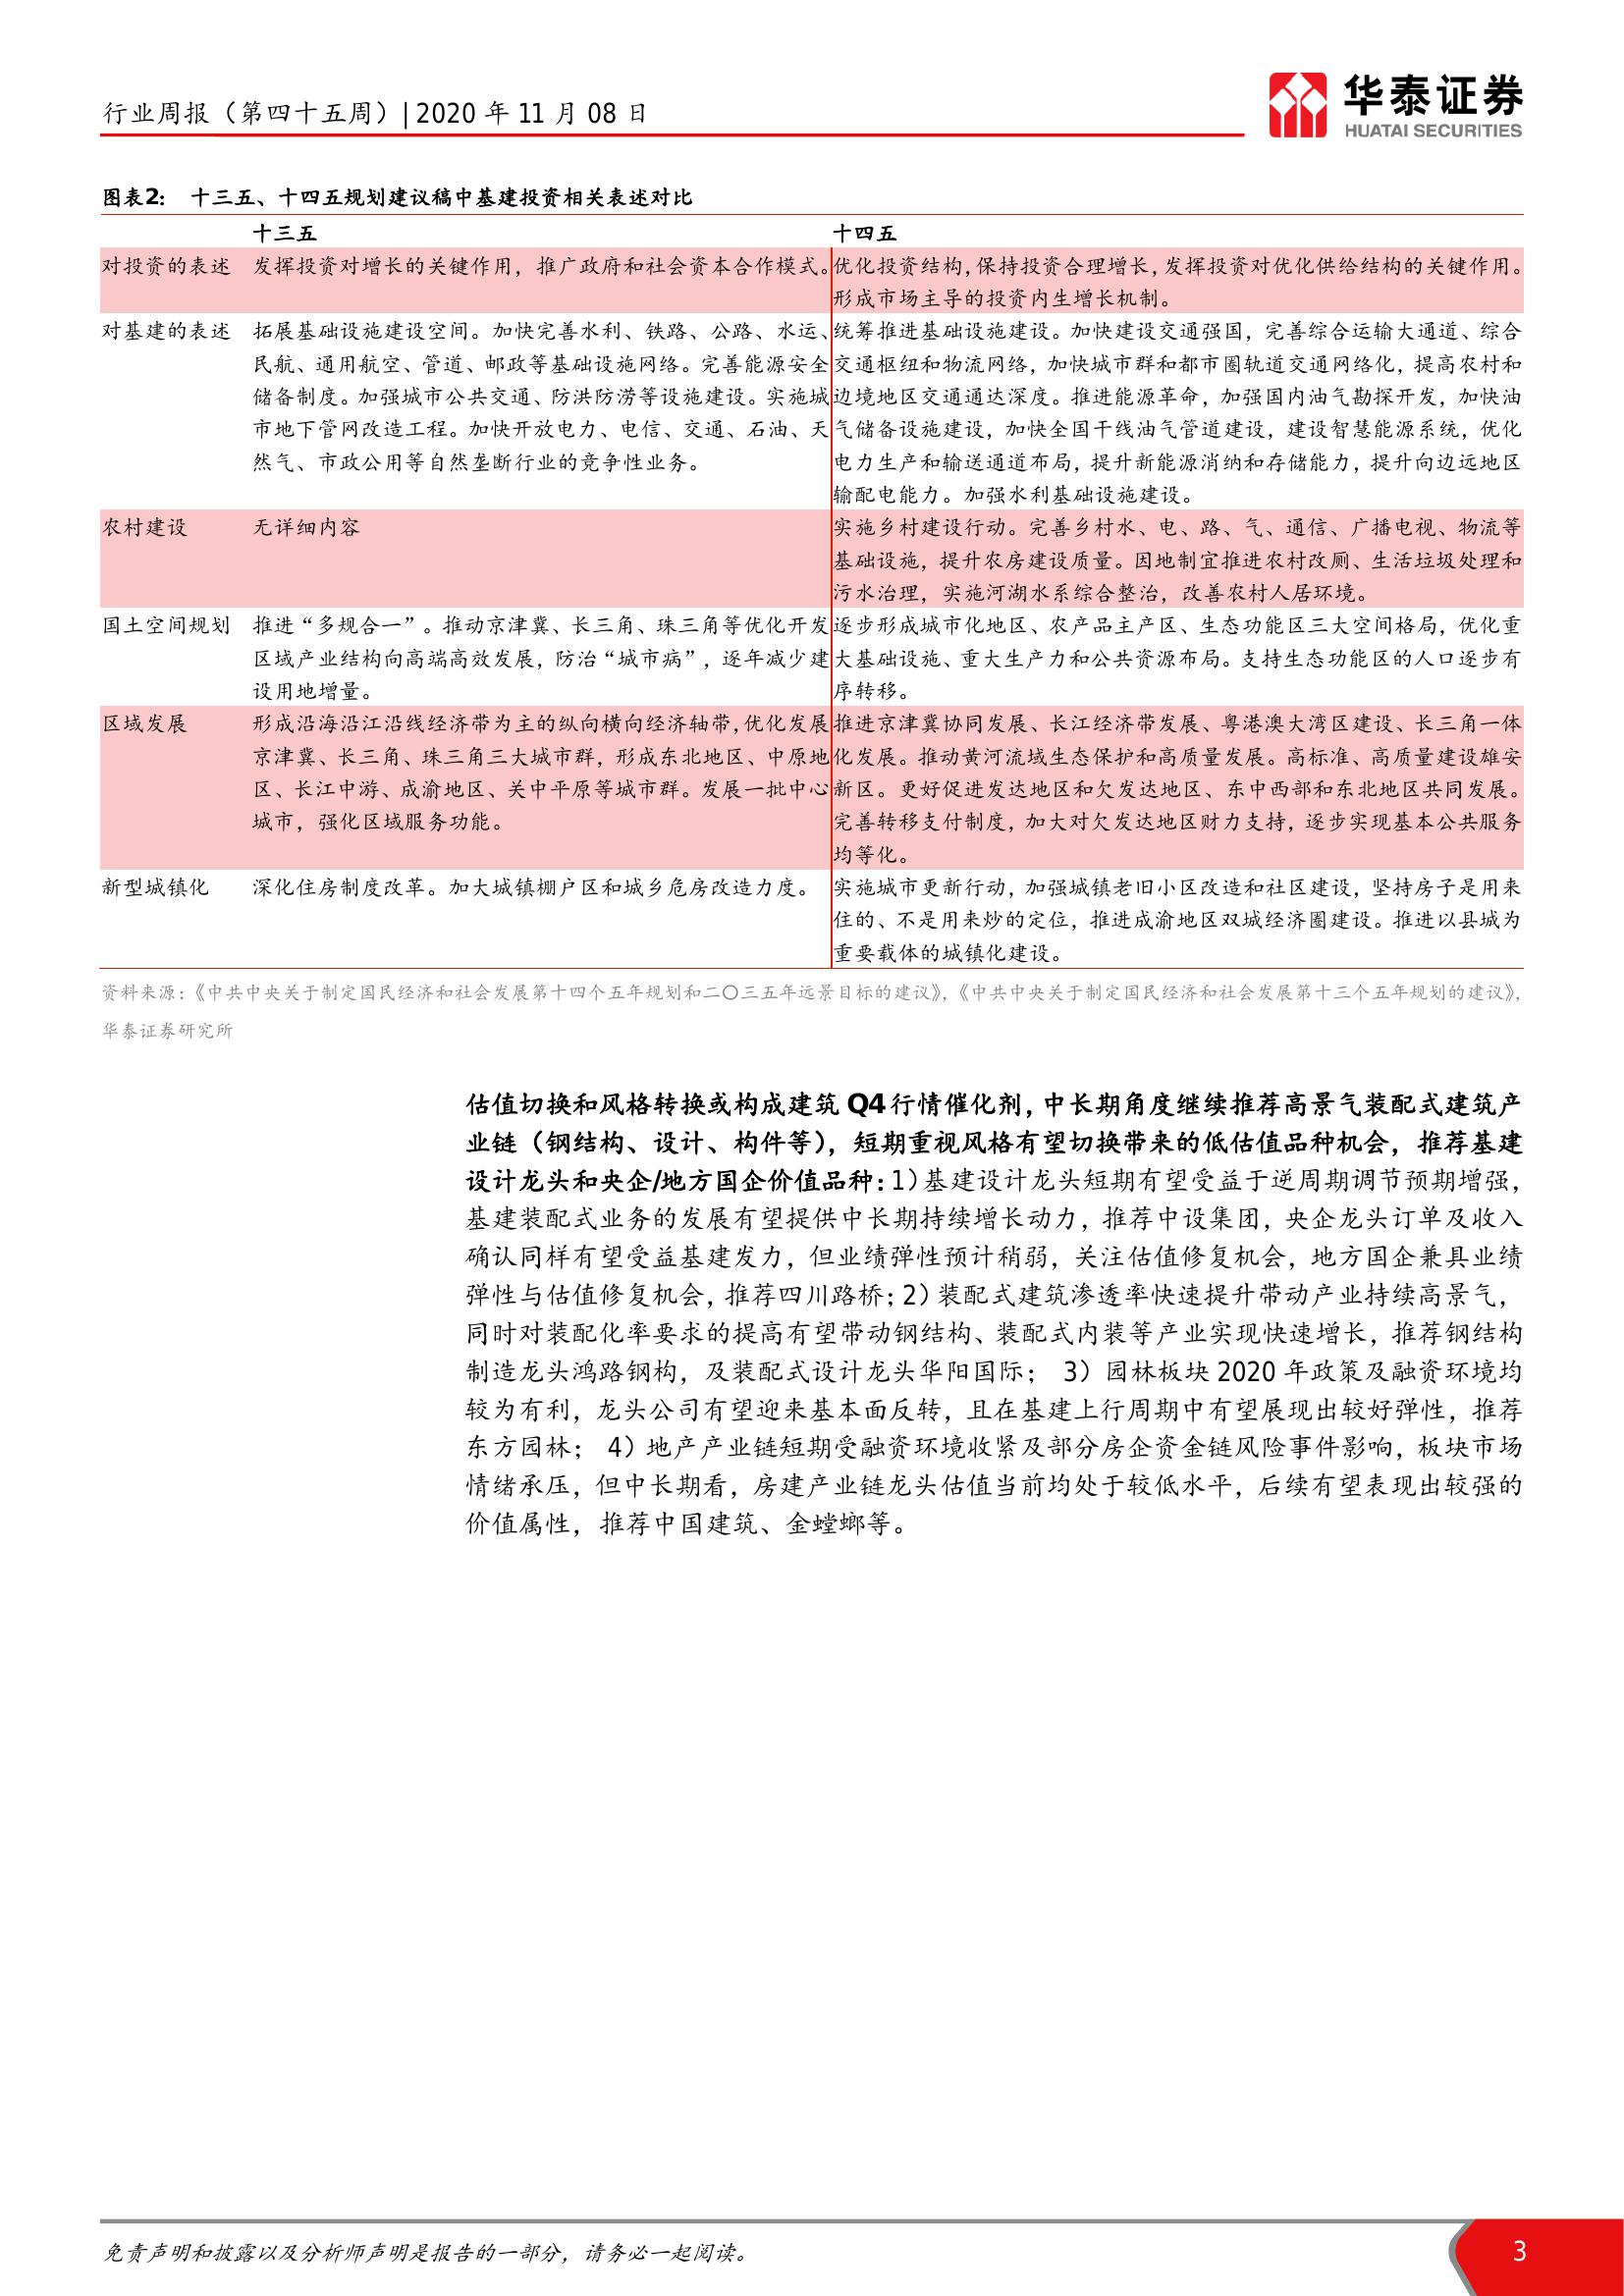 行业周报（第四十五周）| 2020 年 11 月 08 日
华泰证券
HUATAI SECURITIES
图表2： 十三五、十四五规划建议稿中基建投资相关表述对比
十三五 十四五
对投资的表述 发挥投资对增长的关键作用，推广政府和社会资本合作模式。 优化投资结构，保持投资合理增长，发挥投资对优化供给结构的关键作用。
形成市场主导的投资内生增长机制。
对基建的表述 拓展基础设施建设空间。加快完善水利、铁路、公路、水运、 统筹推进基础设施建设。加快建设交通强国，完善综合运输大通道、综合
民航、通用航空、管道、邮政等基础设施网络。完善能源安全 交通枢纽和物流网络，加快城市群和都市圈轨道交通网络化，提高农村和
储备制度。加强城市公共交通、防洪防涝等设施建设。实施城 边境地区交通通达深度。推进能源革命，加强国内油气勘探开发，加快油
市地下管网改造工程。加快开放电力、电信、交通、石油、天 气储备设施建设，加快全国干线油气管道建设，建设智慧能源系统，优化
然气、市政公用等自然垄断行业的竞争性业务。 电力生产和输送通道布局，提升新能源消纳和存储能力，提升向边远地区
输配电能力。加强水利基础设施建设。
农村建设 无详细内容 实施乡村建设行动。完善乡村水、电、路、气、通信、广播电视、物流等
基础设施，提升农房建设质量。因地制宜推进农村改厕、生活垃圾处理和
污水治理，实施河湖水系综合整治，改善农村人居环境。
国土空间规划 推进“多规合一”。推动京津冀、长三角、珠三角等优化开发 逐步形成城市化地区、农产品主产区、生态功能区三大空间格局，优化重
区域产业结构向高端高效发展，防治“城市病”，逐年减少建 大基础设施、重大生产力和公共资源布局。支持生态功能区的人口逐步有
设用地增量。 序转移。
区域发展 形成沿海沿江沿线经济带为主的纵向横向经济轴带，优化发展 推进京津冀协同发展、长江经济带发展、粤港澳大湾区建设、长三角一体
京津冀、长三角、珠三角三大城市群，形成东北地区、中原地 化发展。推动黄河流域生态保护和高质量发展。高标准、高质量建设雄安
区、长江中游、成渝地区、关中平原等城市群。发展一批中心 新区。更好促进发达地区和欠发达地区、东中西部和东北地区共同发展。
城市，强化区域服务功能。 完善转移支付制度，加大对欠发达地区财力支持，逐步实现基本公共服务
均等化。
新型城镇化 深化住房制度改革。加大城镇棚户区和城乡危房改造力度。 实施城市更新行动，加强城镇老旧小区改造和社区建设，坚持房子是用来
住的、不是用来炒的定位，推进成渝地区双城经济圈建设。推进以县城为
重要载体的城镇化建设。
资料来源：《中共中央关于制定国民经济和社会发展第十四个五年规划和二〇三五年远景目标的建议》，《中共中央关于制定国民经济和社会发展第十三个五年规划的建议》，
华泰证券研究所
估值切换和风格转换或构成建筑 Q4 行情催化剂，中长期角度继续推荐高景气装配式建筑产
业链（钢结构、设计、构件等），短期重视风格有望切换带来的低估值品种机会，推荐基建
设计龙头和央企/地方国企价值品种：1）基建设计龙头短期有望受益于逆周期调节预期增强，
基建装配式业务的发展有望提供中长期持续增长动力，推荐中设集团，央企龙头订单及收入
确认同样有望受益基建发力，但业绩弹性预计稍弱，关注估值修复机会，地方国企兼具业绩
弹性与估值修复机会，推荐四川路桥；2）装配式建筑渗透率快速提升带动产业持续高景气，
同时对装配化率要求的提高有望带动钢结构、装配式内装等产业实现快速增长，推荐钢结构
制造龙头鸿路钢构，及装配式设计龙头华阳国际； 3）园林板块 2020 年政策及融资环境均
较为有利，龙头公司有望迎来基本面反转，且在基建上行周期中有望展现出较好弹性，推荐
东方园林； 4）地产产业链短期受融资环境收紧及部分房企资金链风险事件影响，板块市场
情绪承压，但中长期看，房建产业链龙头估值当前均处于较低水平，后续有望表现出较强的
价值属性，推荐中国建筑、金螳螂等。
免责声明和披露以及分析师声明是报告的一部分，请务必一起阅读。 3